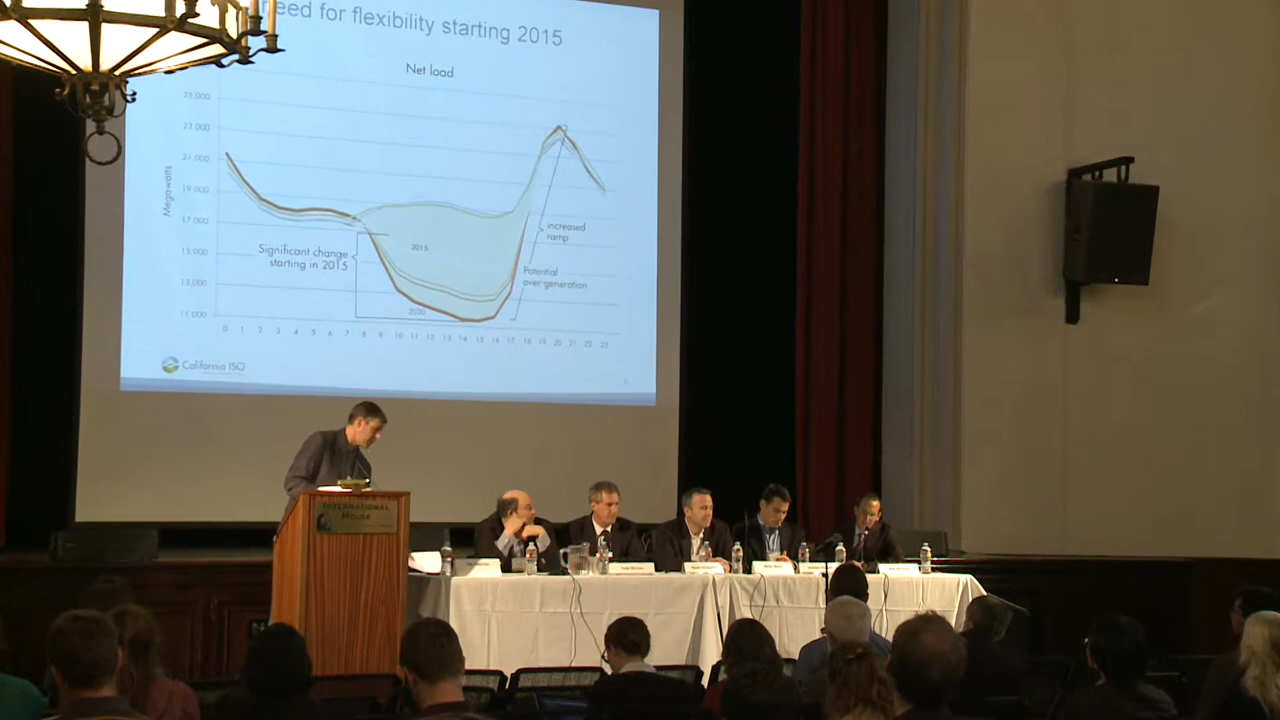 need for flexibility starting 2015
Net load
Megawatts
25,000
23,000
21,000
19,000
17,000
15,000
13,000
11,000
Significant change
starting in 2015
2015
2020
increased
ramp
Potential
over-generation
0 1 2 3 4 5 6 7 8 9 10 11 12 13 14 15 16 17 18 19 20 21 22 23
California ISO
INTERNATIONAL
HOUSE